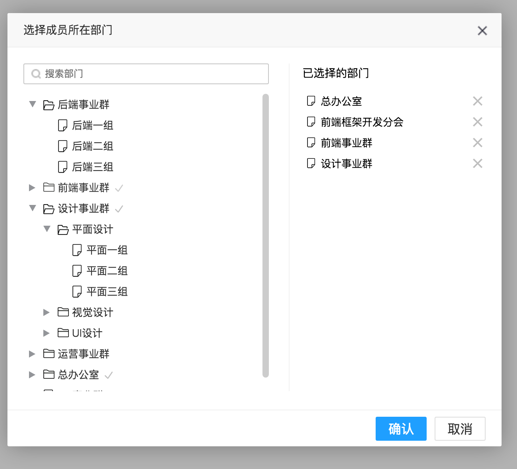 选择成员所在部门
搜索部门
后端事业群
后端一组
后端二组
后端三组
前端事业群
设计事业群
平面设计
平面一组
平面二组
平面三组
视觉设计
UI设计
运营事业群
总办公室
已选择的部门
总办公室
前端框架开发分会
前端事业群
设计事业群
确认
取消